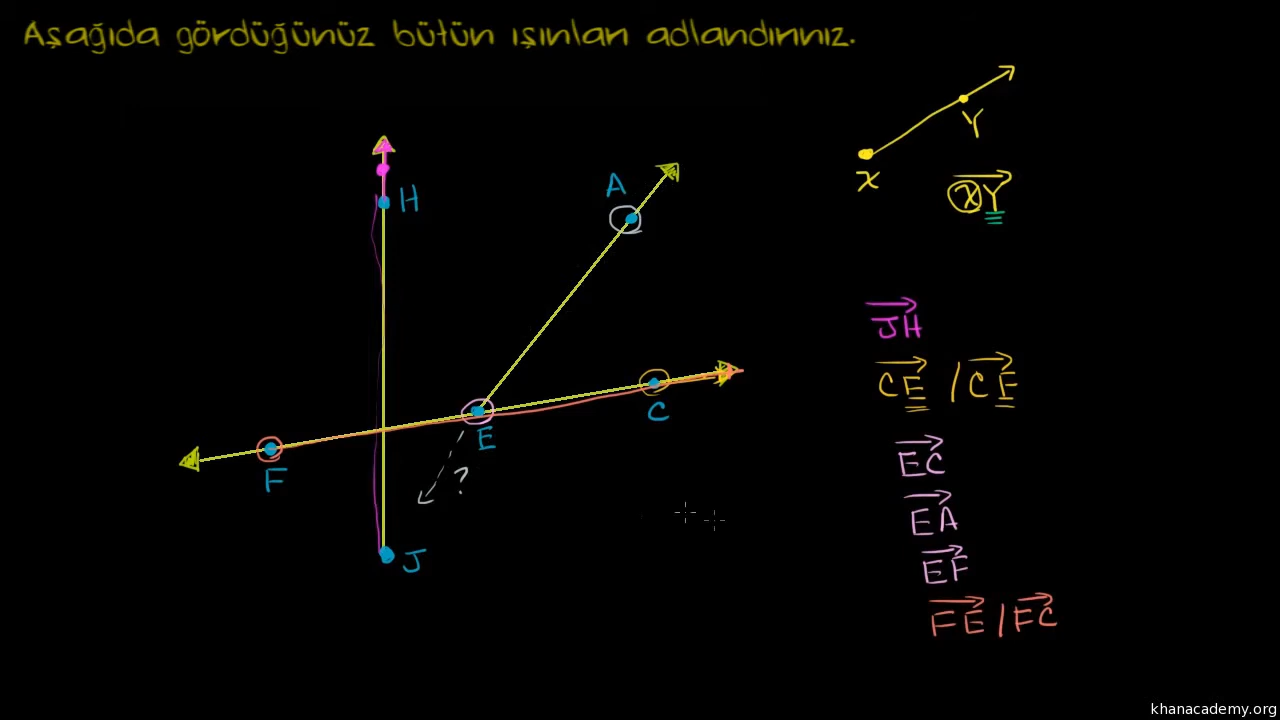 Aşağıda gördüğünüz bütün ışınları adlandırınız.
Y
X
XY
H
A
JH
CE / CE
C
E
EC
F
?
EA
J
EF
FE / FC
khanacademy.org